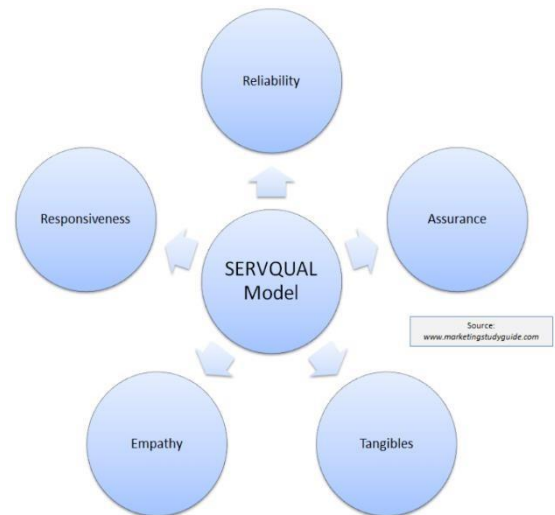 Reliability
Responsiveness
Assurance
SERVQUAL
Model
Source:
www.marketingstudyguide.com
Empathy
Tangibles